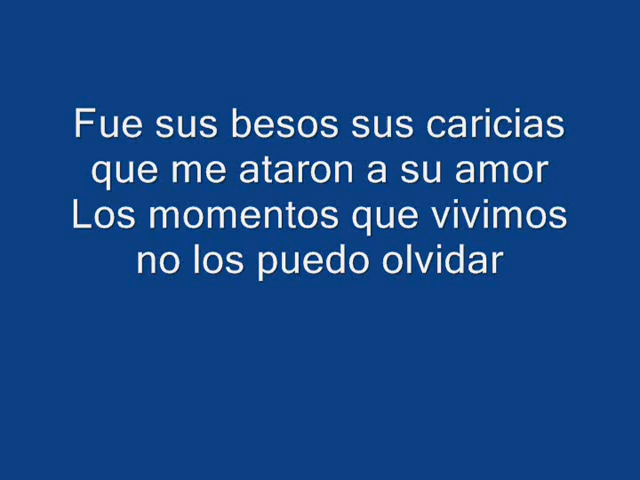 Fue sus besos sus caricias
que me ataron a su amor
Los momentos que vivimos
no los puedo olvidar